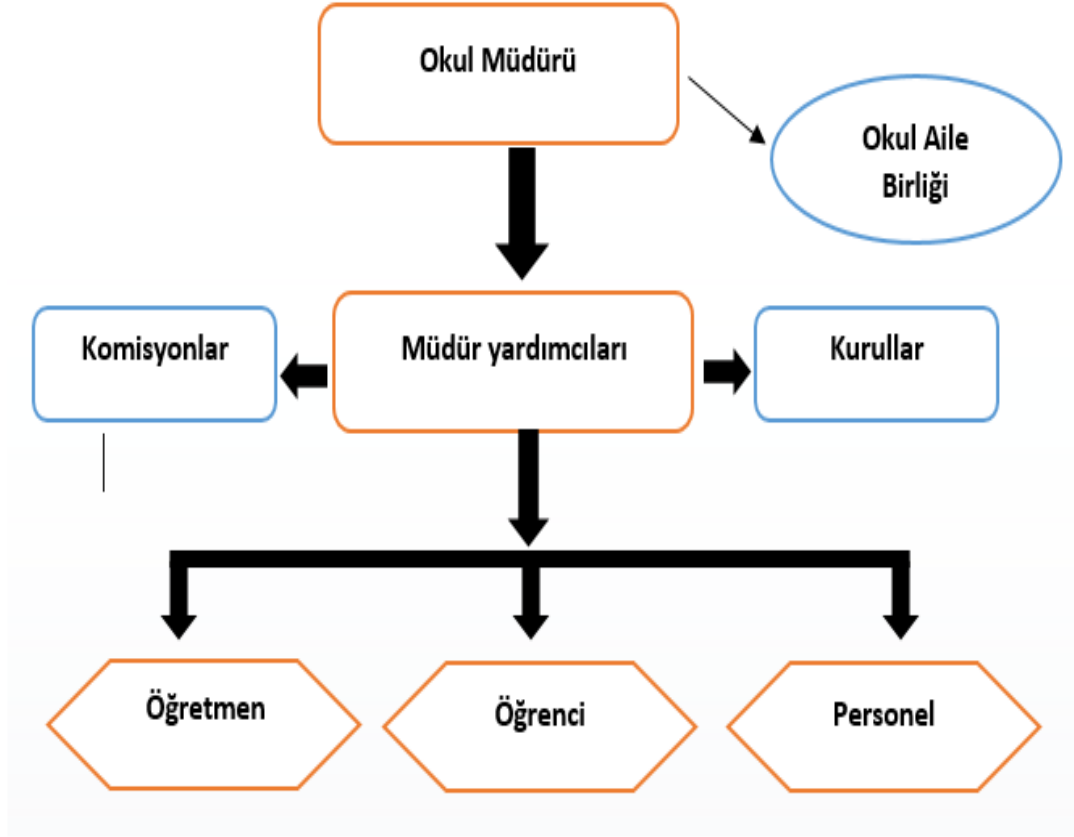 Okul Müdürü
Okul Aile
Birliği
Komisyonlar
Müdür yardımcıları
Kurullar
Öğretmen
Öğrenci
Personel